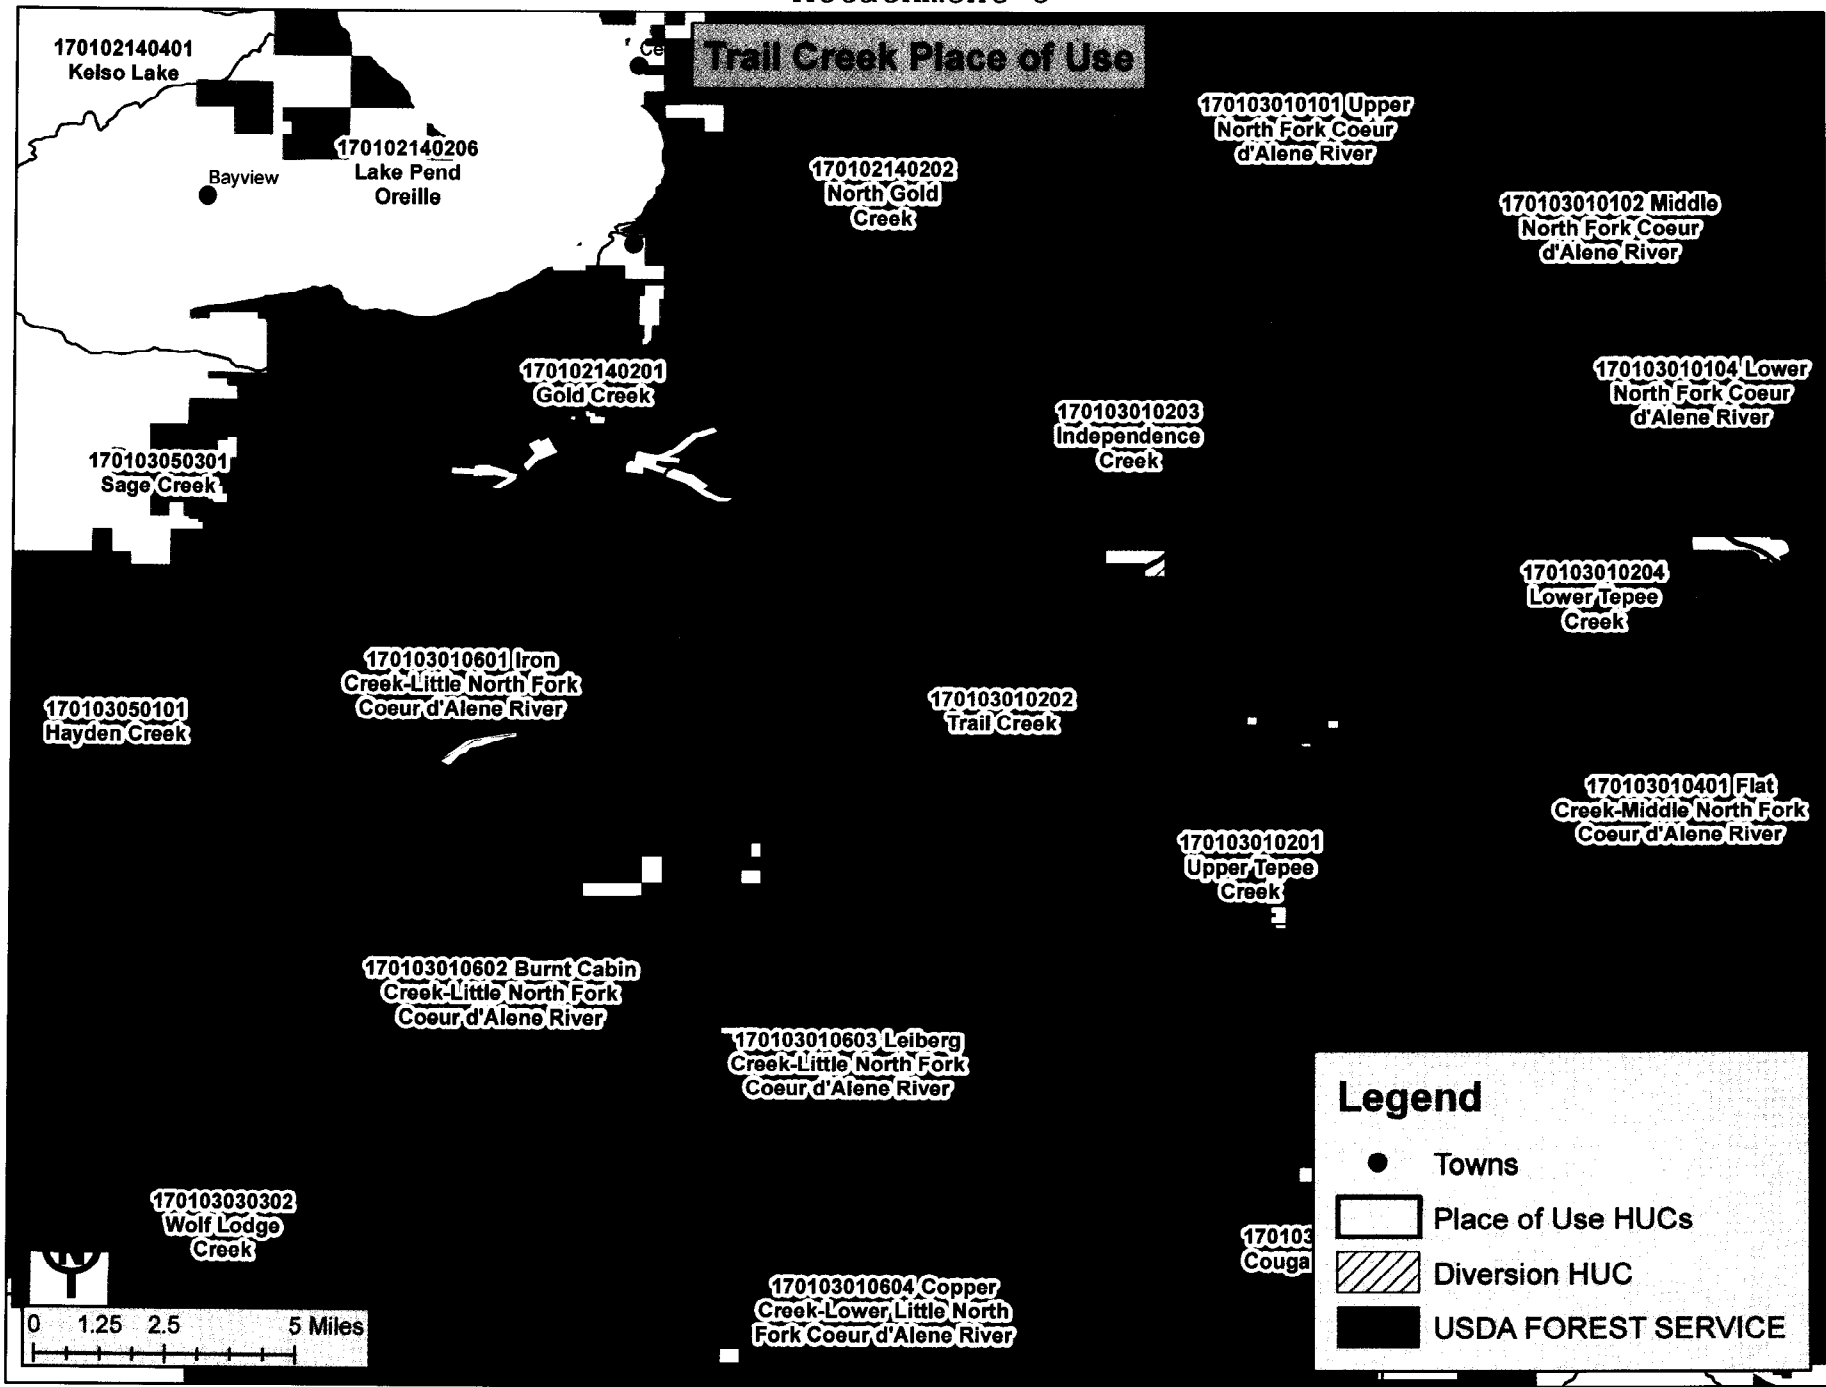 Trail Creek Place of Use
170102140401
Kelso Lake
Ce
170103010101 Upper
North Fork Coeur
d'Alene River
170102140206
Lake Pend
Oreille
Bayview
170102140202
North Gold
Creek
170103010102 Middle
North Fork Coeur
d'Alene River
170102140201
Gold Creek
170103010104 Lower
North Fork Coeur
d'Alene River
170103010203
Independence
Creek
170103050301
Sage Creek
170103010204
Lower Tepee
Creek
170103010601 Iron
Creek-Little North Fork
Coeur d'Alene River
170103050101
Hayden Creek
170103010202
Trail Creek
170103010401 Flat
Creek-Middle North Fork
Coeur d'Alene River
170103010201
Upper Tepee
Creek
170103010602 Burnt Cabin
Creek-Little North Fork
Coeur d'Alene River
170103010603 Leiberg
Creek-Little North Fork
Coeur d'Alene River
170103030302
Wolf Lodge
Creek
170103
Couga
170103010604 Copper
Creek-Lower Little North
Fork Coeur d'Alene River
N
0 1.25 2.5 5 Miles
Legend
Towns
Place of Use HUCs
Diversion HUC
USDA FOREST SERVICE